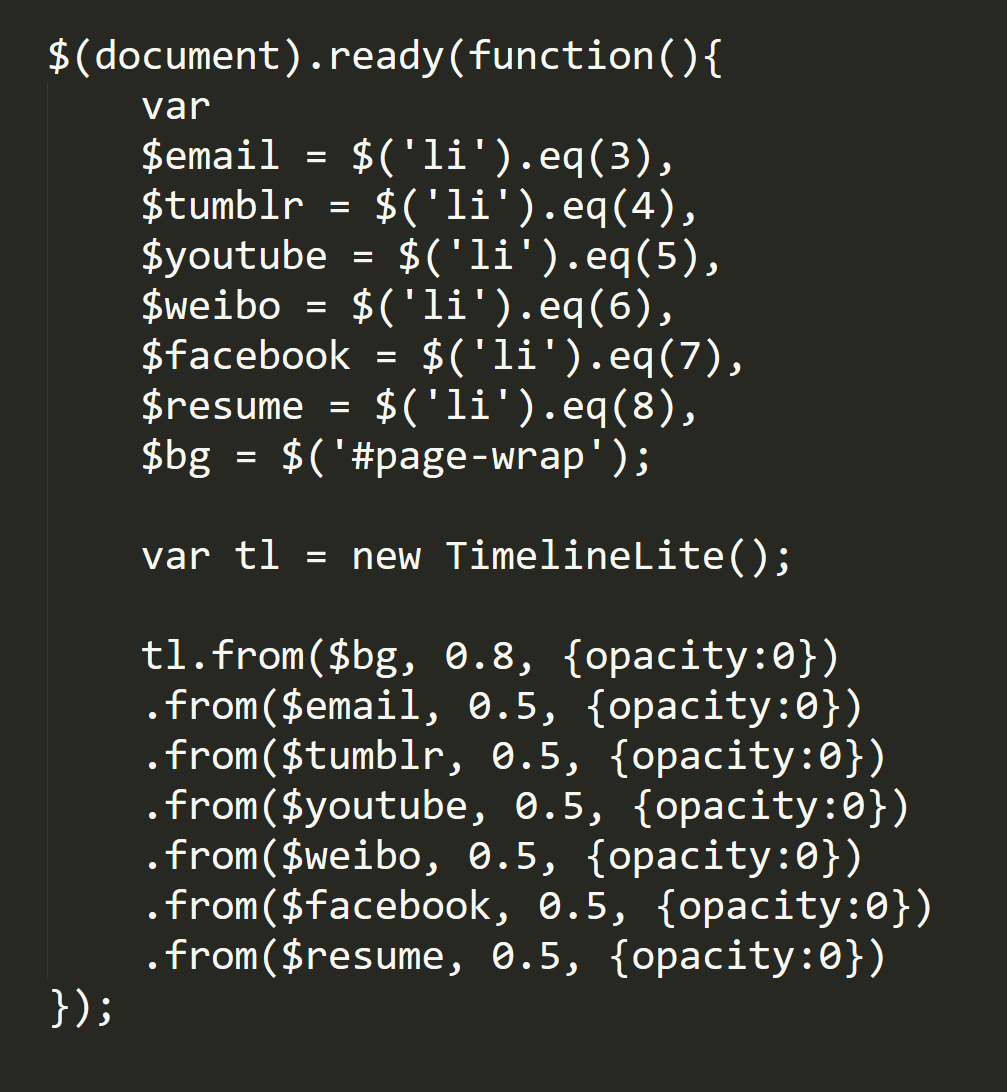 $(document).ready(function(){
    var
    $email = $('li').eq(3),
    $tumblr = $('li').eq(4),
    $youtube = $('li').eq(5),
    $weibo = $('li').eq(6),
    $facebook = $('li').eq(7),
    $resume = $('li').eq(8),
    $bg = $('#page-wrap');

    var tl = new TimelineLite();

    tl.from($bg, 0.8, {opacity:0})
    .from($email, 0.5, {opacity:0})
    .from($tumblr, 0.5, {opacity:0})
    .from($youtube, 0.5, {opacity:0})
    .from($weibo, 0.5, {opacity:0})
    .from($facebook, 0.5, {opacity:0})
    .from($resume, 0.5, {opacity:0})
});